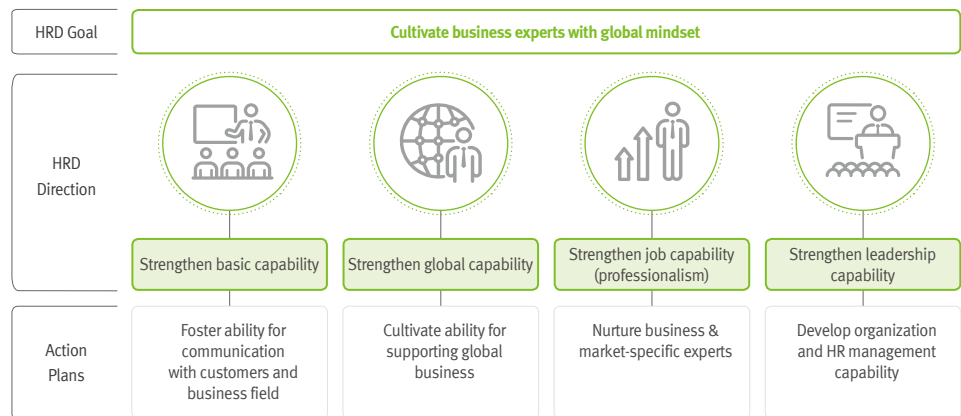 HRD Goal
Cultivate business experts with global mindset
HRD
Direction
Strengthen basic capability
Strengthen global capability
Strengthen job capability
(professionalism)
Strengthen leadership
capability
Action
Plans
Foster ability for
communication
with customers and
business field
Cultivate ability for
supporting global
business
Nurture business &
market-specific experts
Develop organization
and HR management
capability